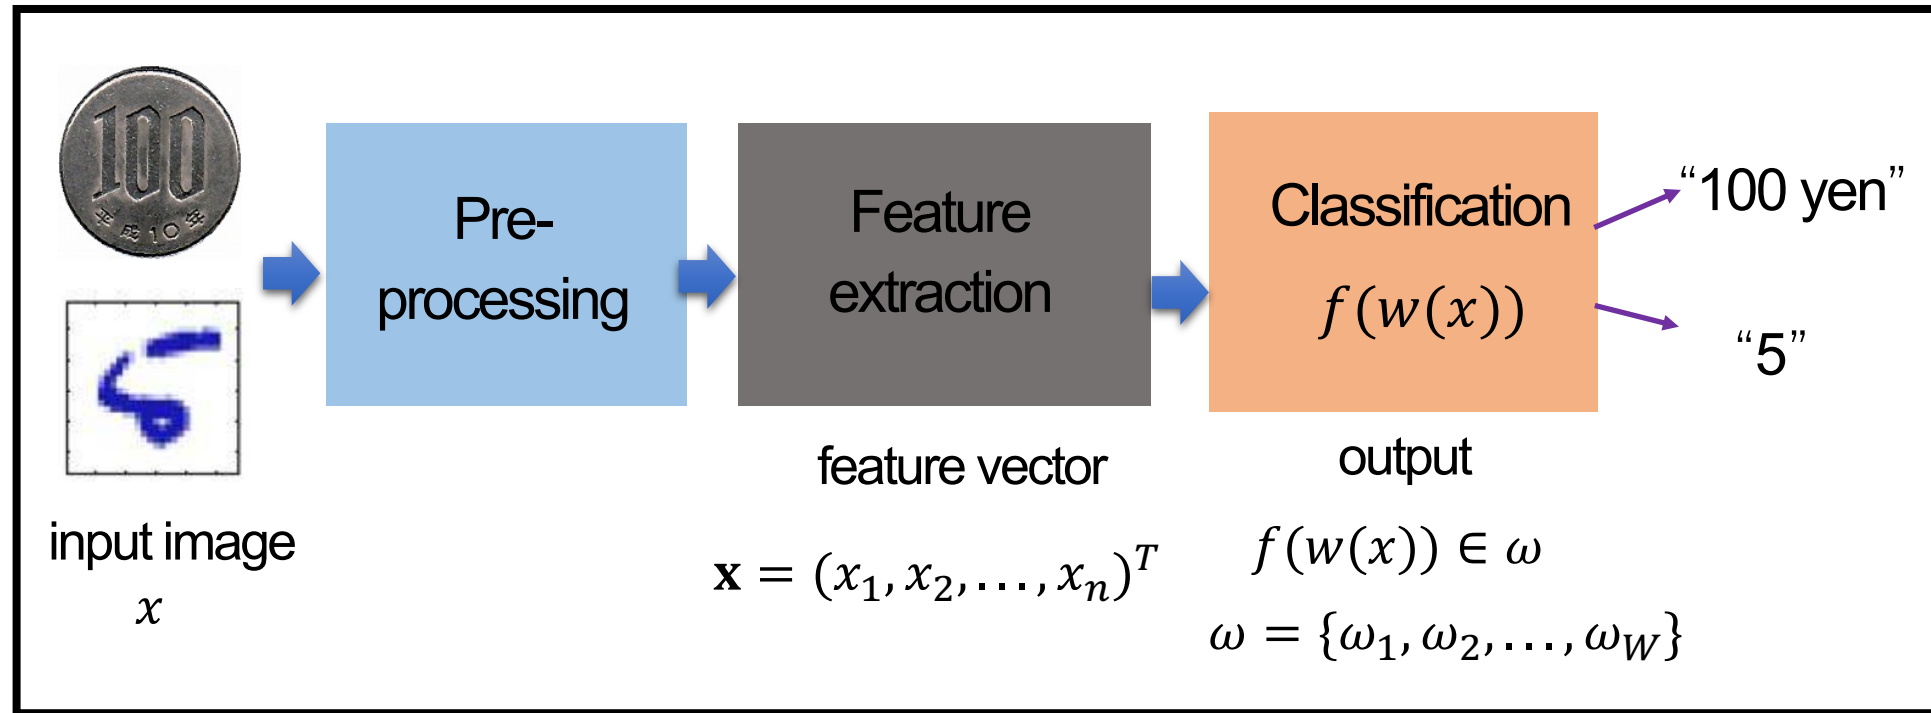 100
平成10年
input image
x
Pre-
processing
Feature
extraction
feature vector
𝐱 = (x₁, x₂, . . . , xₙ)ᵀ
Classification
f(w(x))
output
f(w(x)) ∈ ω
ω = {ω₁, ω₂, . . . , ω_W}
“100 yen”
“5”